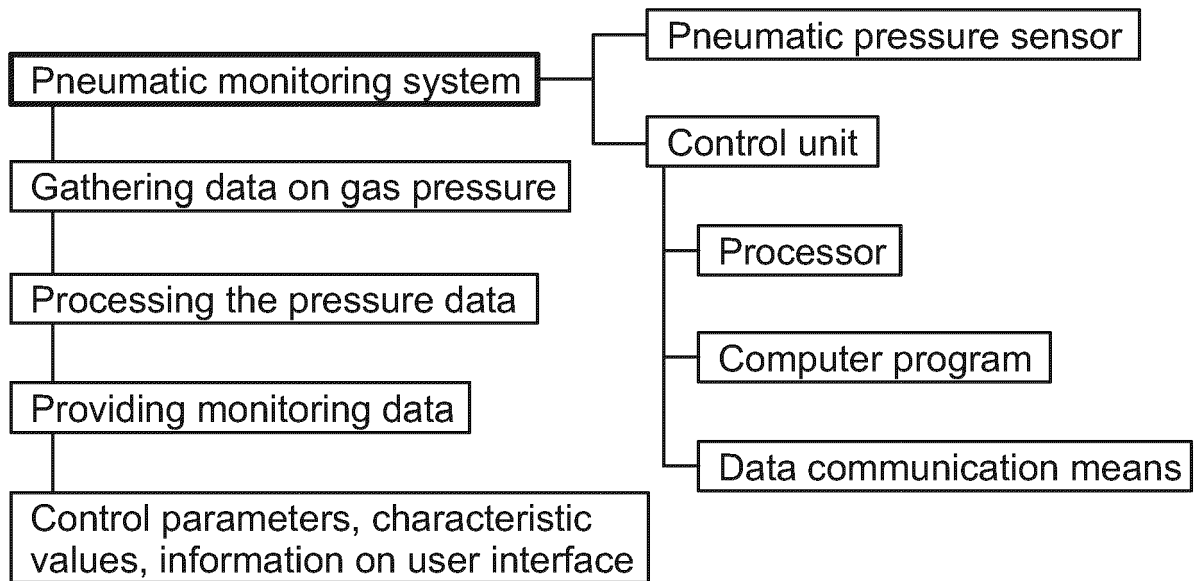 Pneumatic monitoring system
Gathering data on gas pressure
Processing the pressure data
Providing monitoring data
Control parameters, characteristic
values, information on user interface
Pneumatic pressure sensor
Control unit
Processor
Computer program
Data communication means